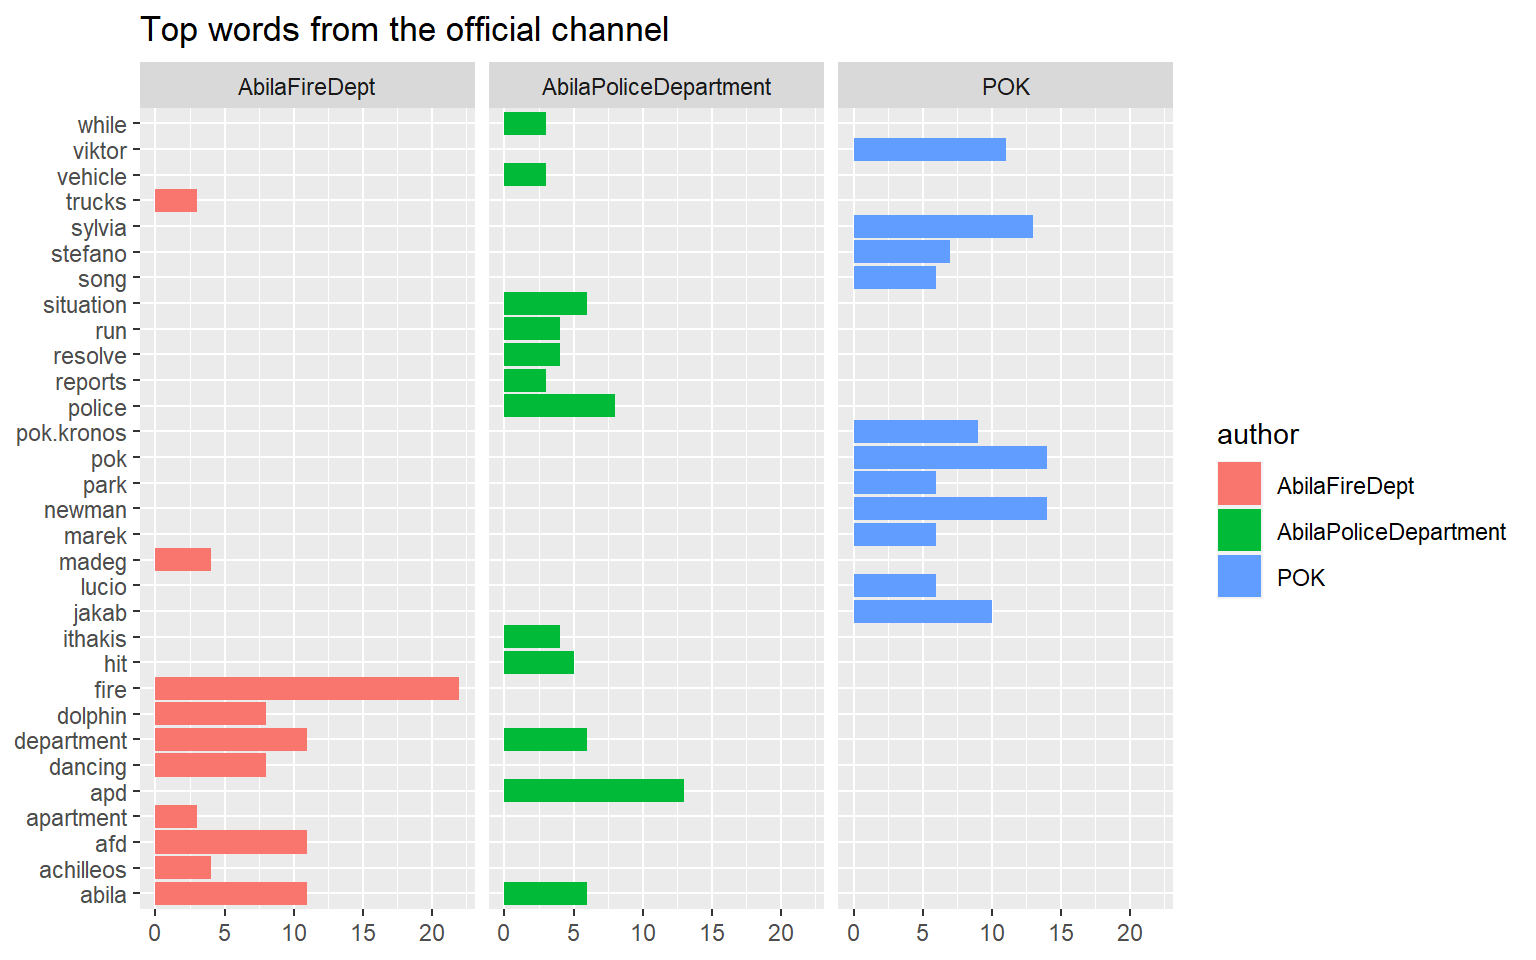 Top words from the official channel
AbilaFireDept AbilaPoliceDepartment POK
while
viktor
vehicle
trucks
sylvia
stefano
song
situation
run
resolve
reports
police
pok.kronos
pok
park
newman
marek
madeg
lucio
jakab
ithakis
hit
fire
dolphin
department
dancing
apd
apartment
afd
achilleos
abila
0 5 10 15 20 0 5 10 15 20 0 5 10 15 20
author
AbilaFireDept
AbilaPoliceDepartment
POK